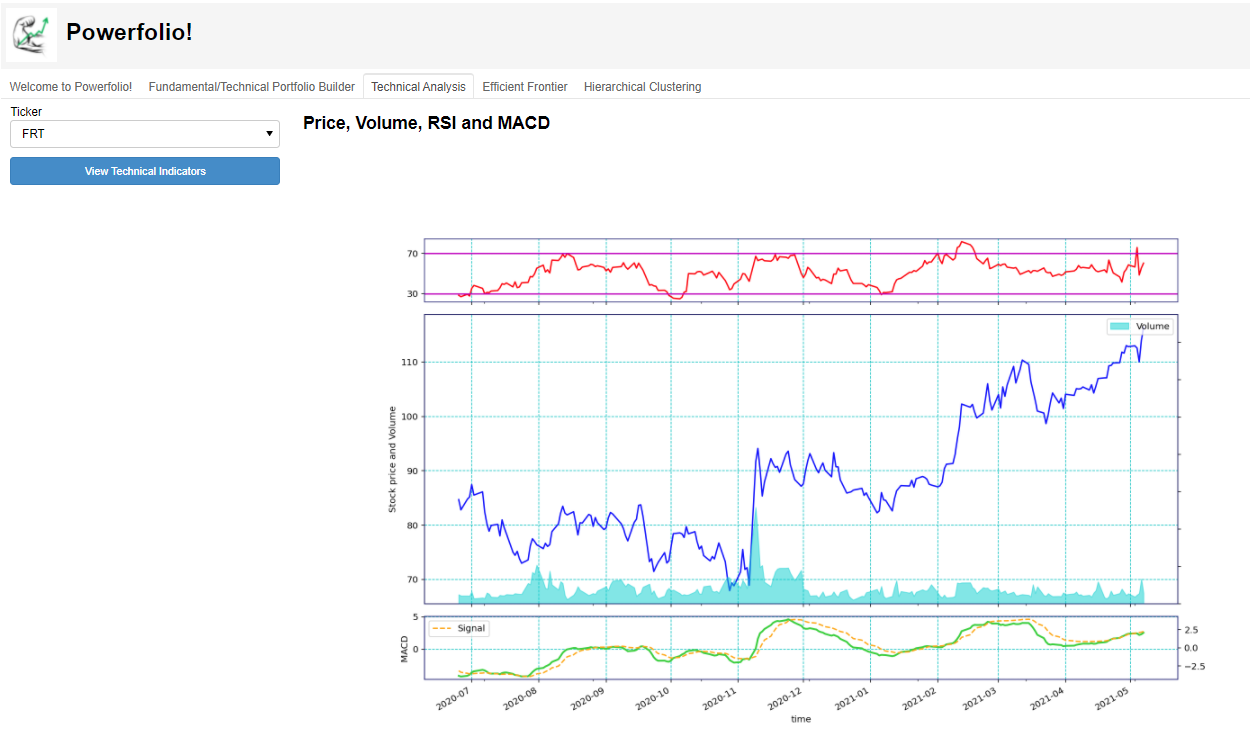 Powerfolio!
Welcome to Powerfolio! Fundamental/Technical Portfolio Builder Technical Analysis Efficient Frontier Hierarchical Clustering
Ticker
FRT
View Technical Indicators
Price, Volume, RSI and MACD
70
30
Volume
110
100
90
80
70
Stock price and Volume
5
0
MACD
Signal
2.5
0.0
−2.5
2020-07 2020-08 2020-09 2020-10 2020-11 2020-12 2021-01 2021-02 2021-03 2021-04 2021-05
time